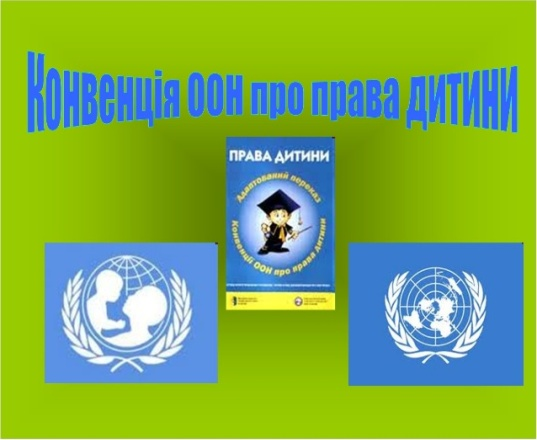 Конвенція ООН про права дитини
ПРАВА ДИТИНИ
Адаптований переказ
Конвенції ООН про права дитини